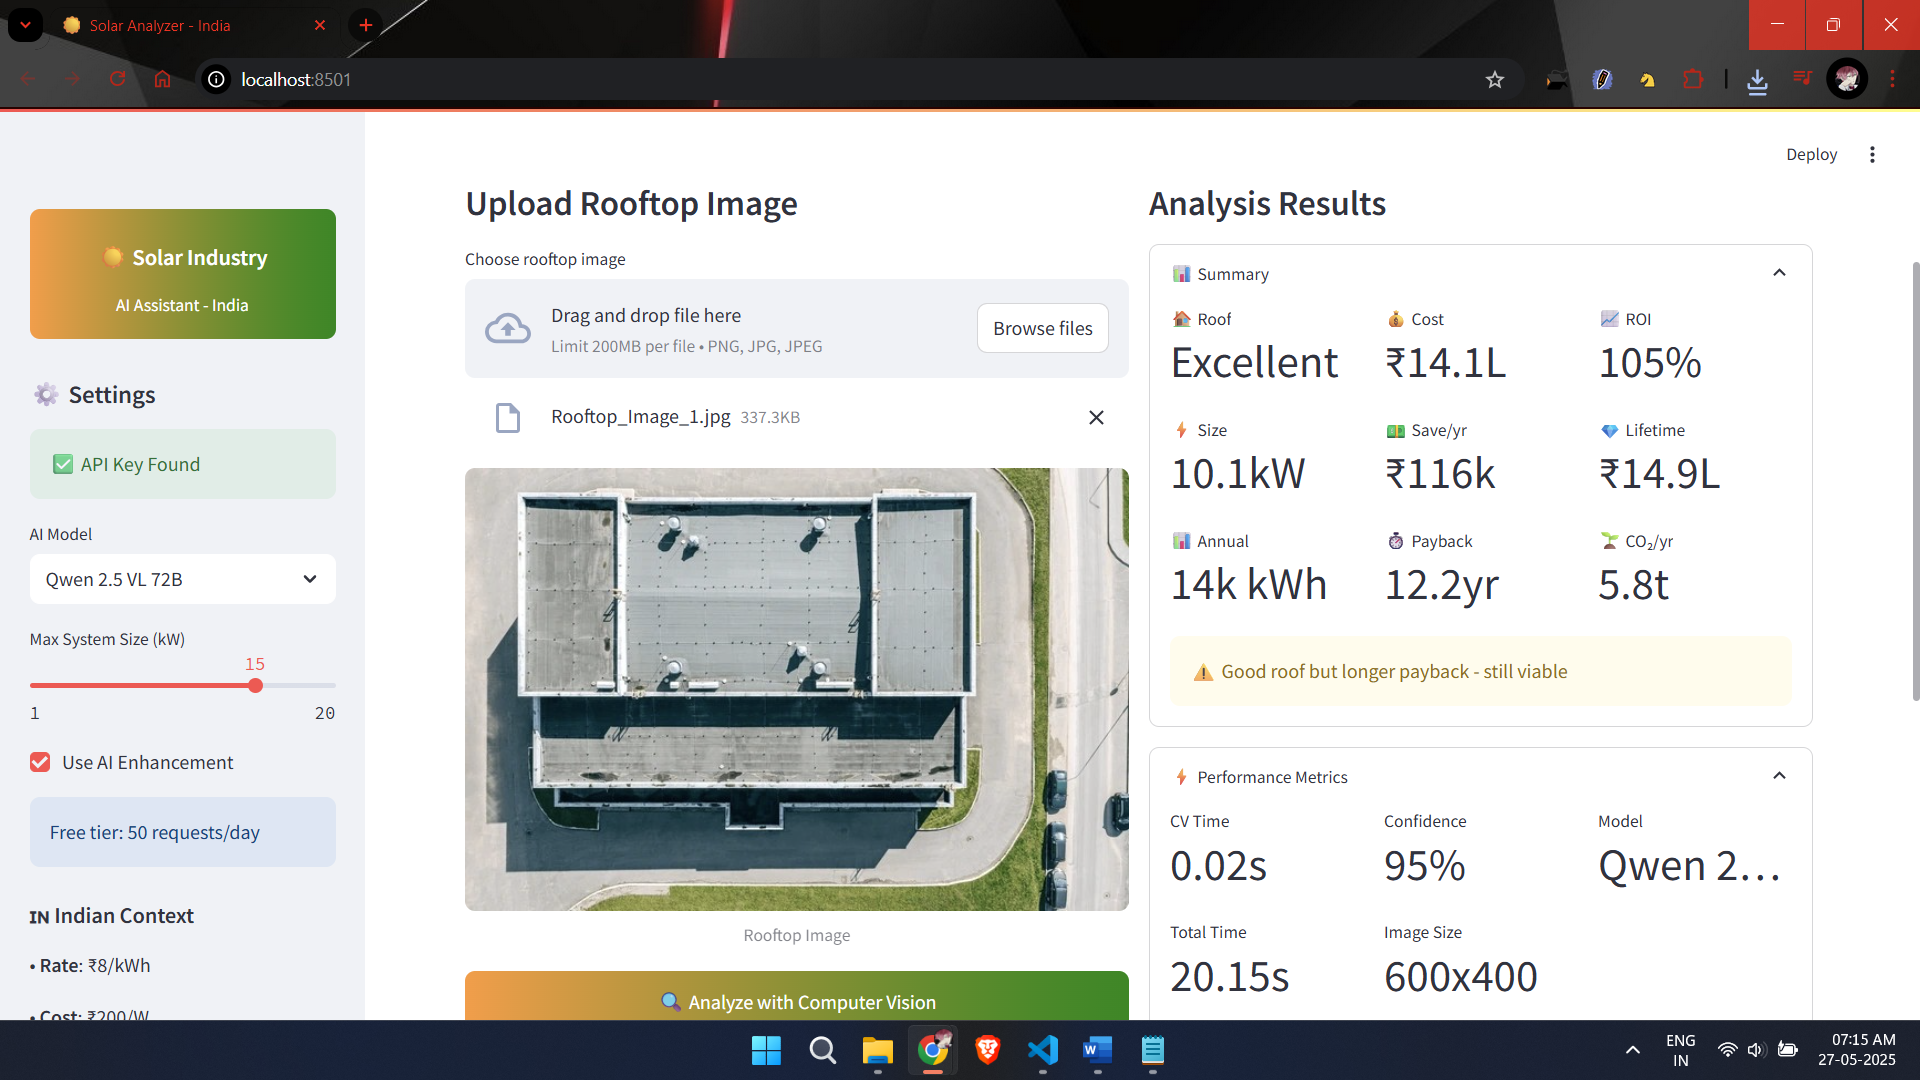 Solar Analyzer - India
localhost:8501
Deploy
Solar Industry
AI Assistant - India
Settings
API Key Found
AI Model
Qwen 2.5 VL 72B
Max System Size (kW)
15
1
20
Use AI Enhancement
Free tier: 50 requests/day
IN Indian Context
• Rate: ₹8/kWh
• Cost: ₹200/W
Upload Rooftop Image
Choose rooftop image
Drag and drop file here
Limit 200MB per file • PNG, JPG, JPEG
Browse files
Rooftop_Image_1.jpg 337.3KB
Rooftop Image
Analyze with Computer Vision
Analysis Results
Summary
Roof
Excellent
Cost
₹14.1L
ROI
105%
Size
10.1kW
Save/yr
₹116k
Lifetime
₹14.9L
Annual
14k kWh
Payback
12.2yr
CO₂/yr
5.8t
Good roof but longer payback - still viable
Performance Metrics
CV Time
0.02s
Confidence
95%
Model
Qwen 2...
Total Time
20.15s
Image Size
600x400
ENG
IN
07:15 AM
27-05-2025